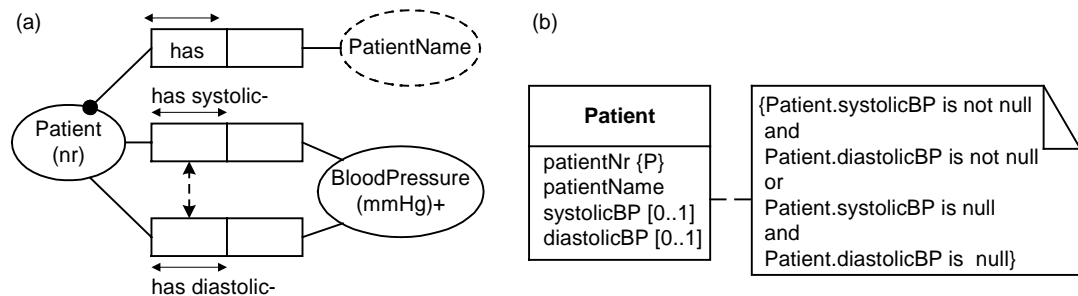 (a)
has
PatientName
has systolic-
Patient
(nr)
BloodPressure
(mmHg)+
has diastolic-
(b)
Patient
patientNr {P}
patientName
systolicBP [0..1]
diastolicBP [0..1]
{Patient.systolicBP is not null
and
Patient.diastolicBP is not null
or
Patient.systolicBP is null
and
Patient.diastolicBP is null}